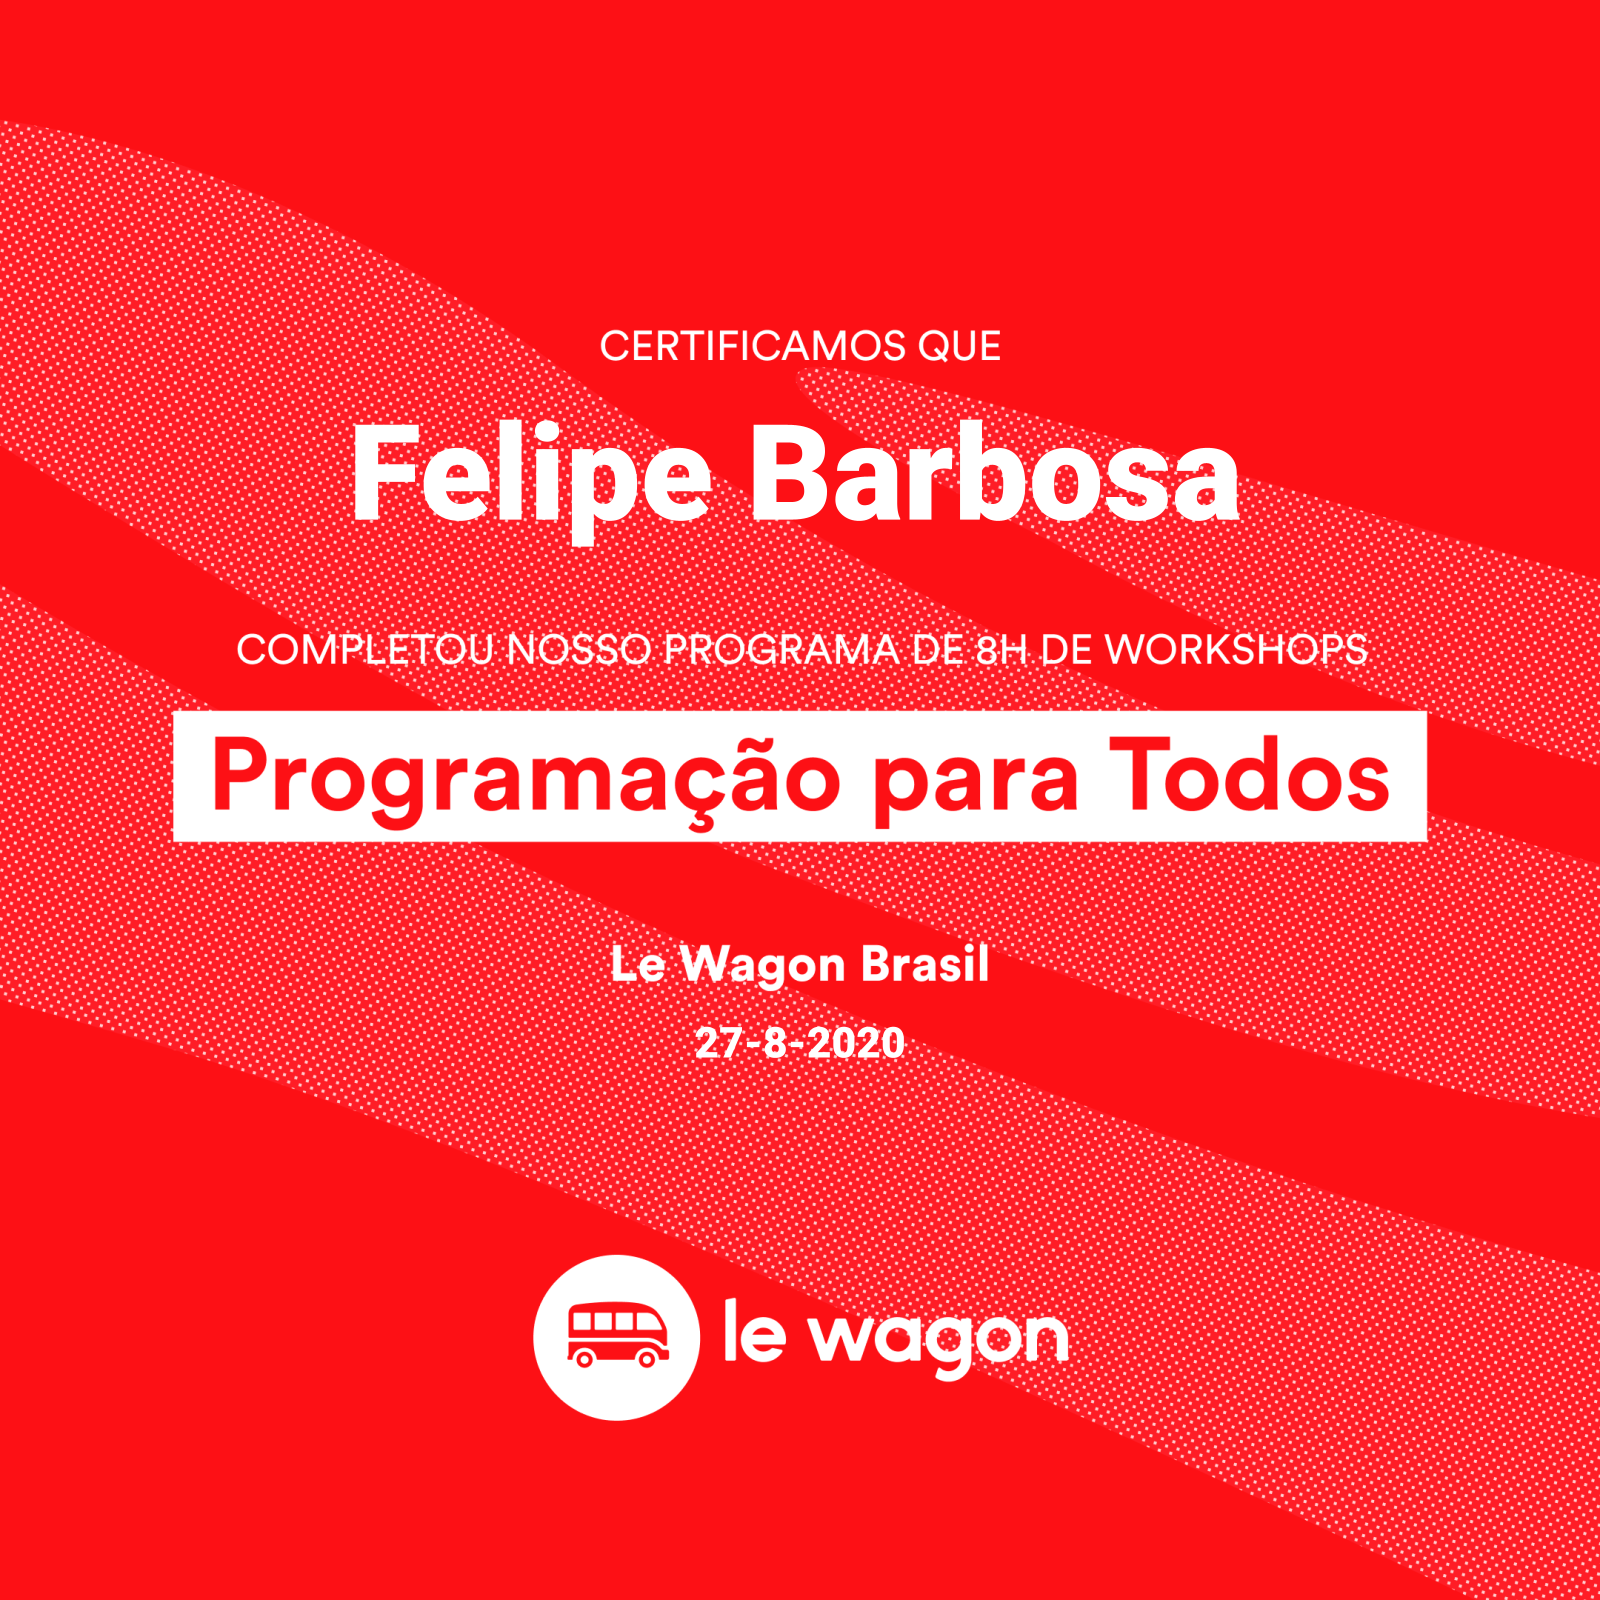 CERTIFICAMOS QUE
Felipe Barbosa
COMPLETOU NOSSO PROGRAMA DE 8H DE WORKSHOPS
Programação para Todos
Le Wagon Brasil
27-8-2020
le wagon